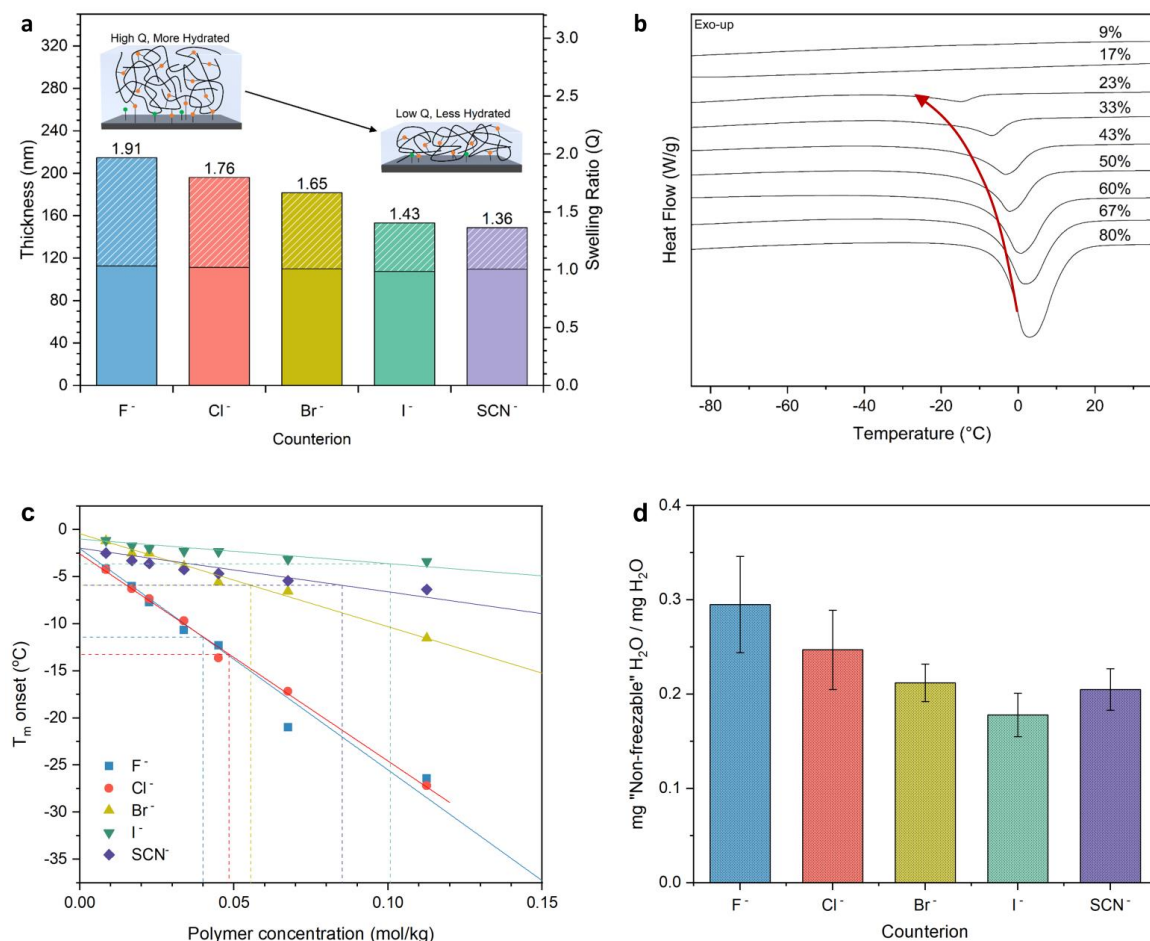 a
High Q, More Hydrated
Low Q, Less Hydrated
1.91
1.76
1.65
1.43
1.36
Thickness (nm)
320
280
240
200
160
120
80
40
0
Swelling Ratio (Q)
3.0
2.5
2.0
1.5
1.0
0.5
0.0
F⁻ Cl⁻ Br⁻ I⁻ SCN⁻
Counterion
b
Exo-up
9%
17%
23%
33%
43%
50%
60%
67%
80%
Heat Flow (W/g)
-80 -60 -40 -20 0 20
Temperature (°C)
c
Tₘ onset (°C)
0
-5
-10
-15
-20
-25
-30
-35
F⁻
Cl⁻
Br⁻
I⁻
SCN⁻
0.00 0.05 0.10 0.15
Polymer concentration (mol/kg)
d
mg "Non-freezable" H₂O / mg H₂O
0.4
0.3
0.2
0.1
0.0
F⁻ Cl⁻ Br⁻ I⁻ SCN⁻
Counterion